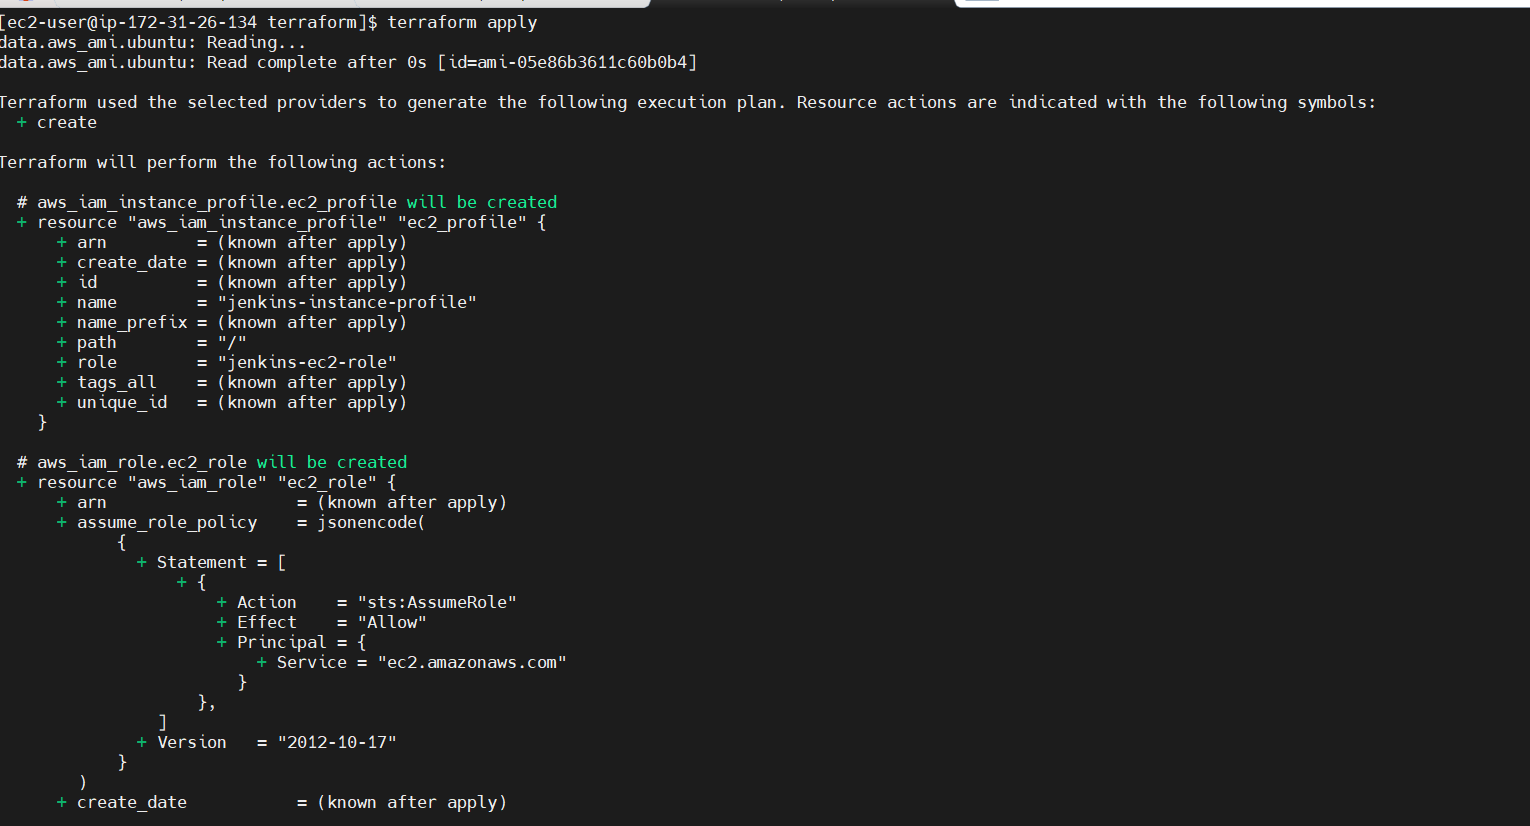 [ec2-user@ip-172-31-26-134 terraform]$ terraform apply
data.aws_ami.ubuntu: Reading...
data.aws_ami.ubuntu: Read complete after 0s [id=ami-05e86b3611c60b0b4]

Terraform used the selected providers to generate the following execution plan. Resource actions are indicated with the following symbols:
  + create

Terraform will perform the following actions:

  # aws_iam_instance_profile.ec2_profile will be created
  + resource "aws_iam_instance_profile" "ec2_profile" {
      + arn         = (known after apply)
      + create_date = (known after apply)
      + id          = (known after apply)
      + name        = "jenkins-instance-profile"
      + name_prefix = (known after apply)
      + path        = "/"
      + role        = "jenkins-ec2-role"
      + tags_all    = (known after apply)
      + unique_id   = (known after apply)
    }

  # aws_iam_role.ec2_role will be created
  + resource "aws_iam_role" "ec2_role" {
      + arn                   = (known after apply)
      + assume_role_policy    = jsonencode(
            {
              + Statement = [
                  + {
                      + Action    = "sts:AssumeRole"
                      + Effect    = "Allow"
                      + Principal = {
                          + Service = "ec2.amazonaws.com"
                        }
                    },
                ]
              + Version   = "2012-10-17"
            }
        )
      + create_date           = (known after apply)